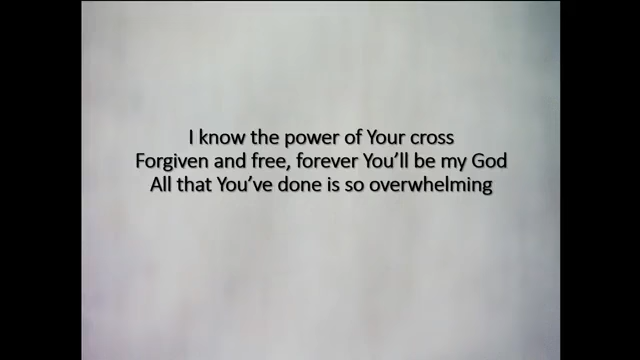 I know the power of Your cross
Forgiven and free, forever You’ll be my God
All that You’ve done is so overwhelming